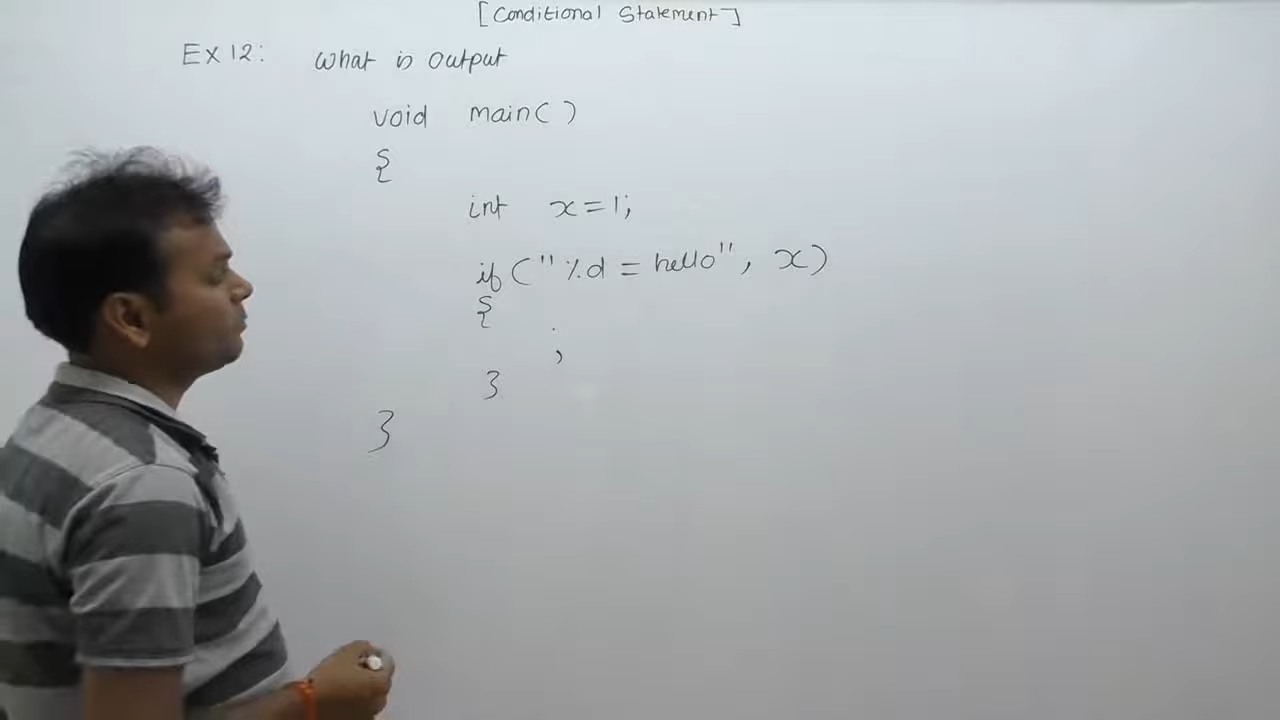 [Conditional Statement]
Ex 12: What is output
void main( )
{
int x=1;
if ("%d = hello", x)
{
;
}
}